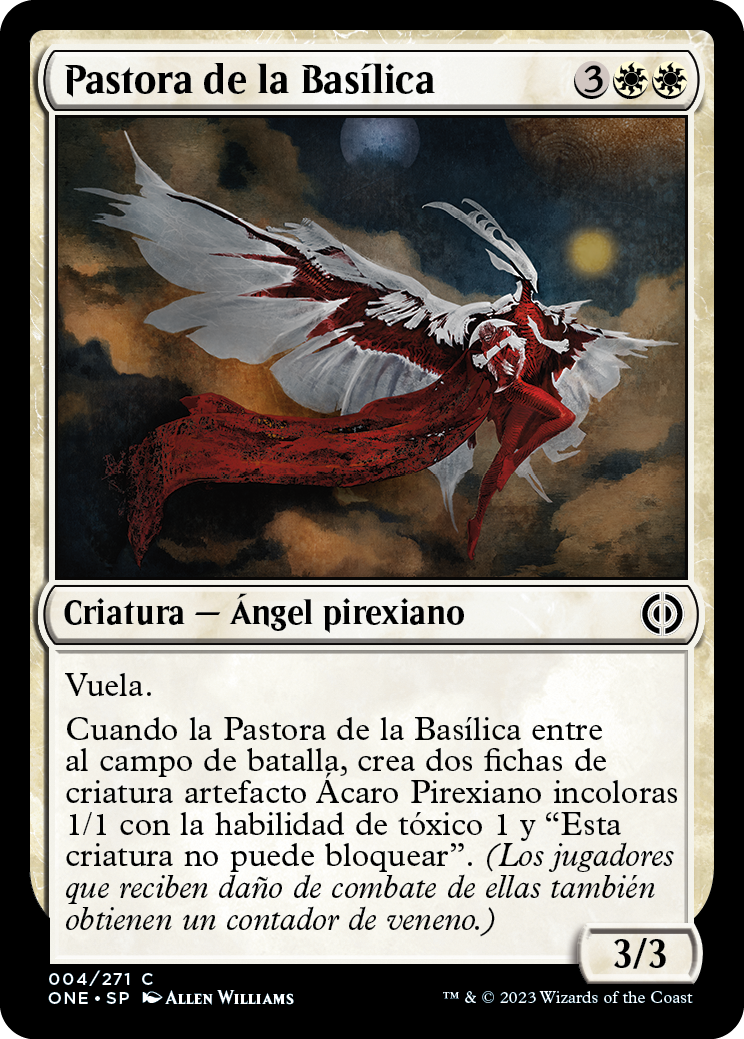 Pastora de la Basílica 3
Criatura — Ángel pirexiano
Vuela.
Cuando la Pastora de la Basílica entre
al campo de batalla, crea dos fichas de
criatura artefacto Ácaro Pirexiano incoloras
1/1 con la habilidad de tóxico 1 y “Esta
criatura no puede bloquear”. (Los jugadores
que reciben daño de combate de ellas también
obtienen un contador de veneno.)
3/3
004/271 C
ONE • SP Allen Williams
™ & © 2023 Wizards of the Coast